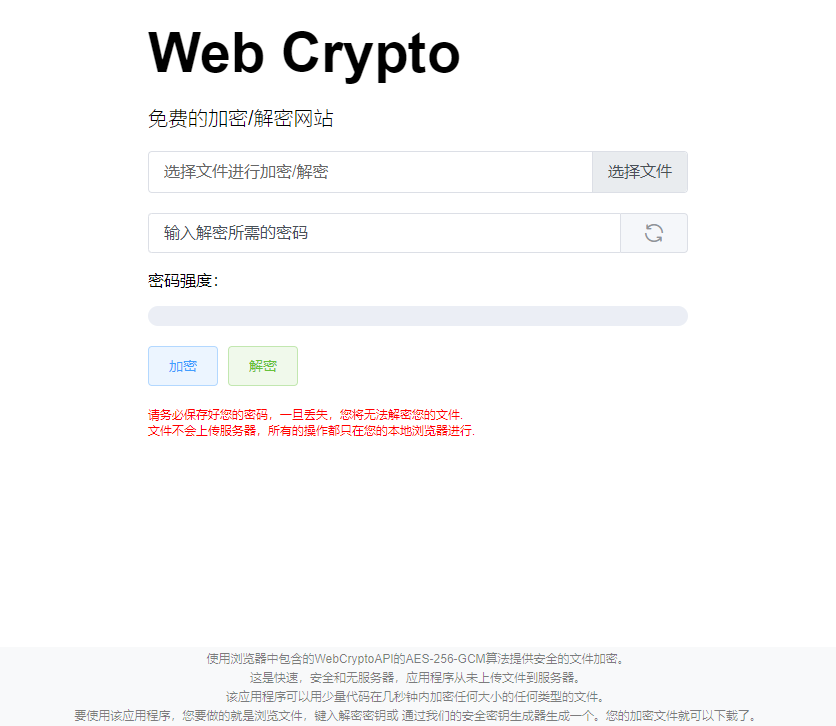 Web Crypto
免费的加密/解密网站
选择文件进行加密/解密 选择文件
输入解密所需的密码
密码强度：
加密 解密
请务必保存好您的密码，一旦丢失，您将无法解密您的文件.
文件不会上传服务器，所有的操作都只在您的本地浏览器进行.
使用浏览器中包含的WebCryptoAPI的AES-256-GCM算法提供安全的文件加密。
这是快速，安全和无服务器，应用程序从未上传文件到服务器。
该应用程序可以用少量代码在几秒钟内加密任何大小的任何类型的文件。
要使用该应用程序，您要做的就是浏览文件，键入解密密钥或 通过我们的安全密钥生成器生成一个。您的加密文件就可以下载了。